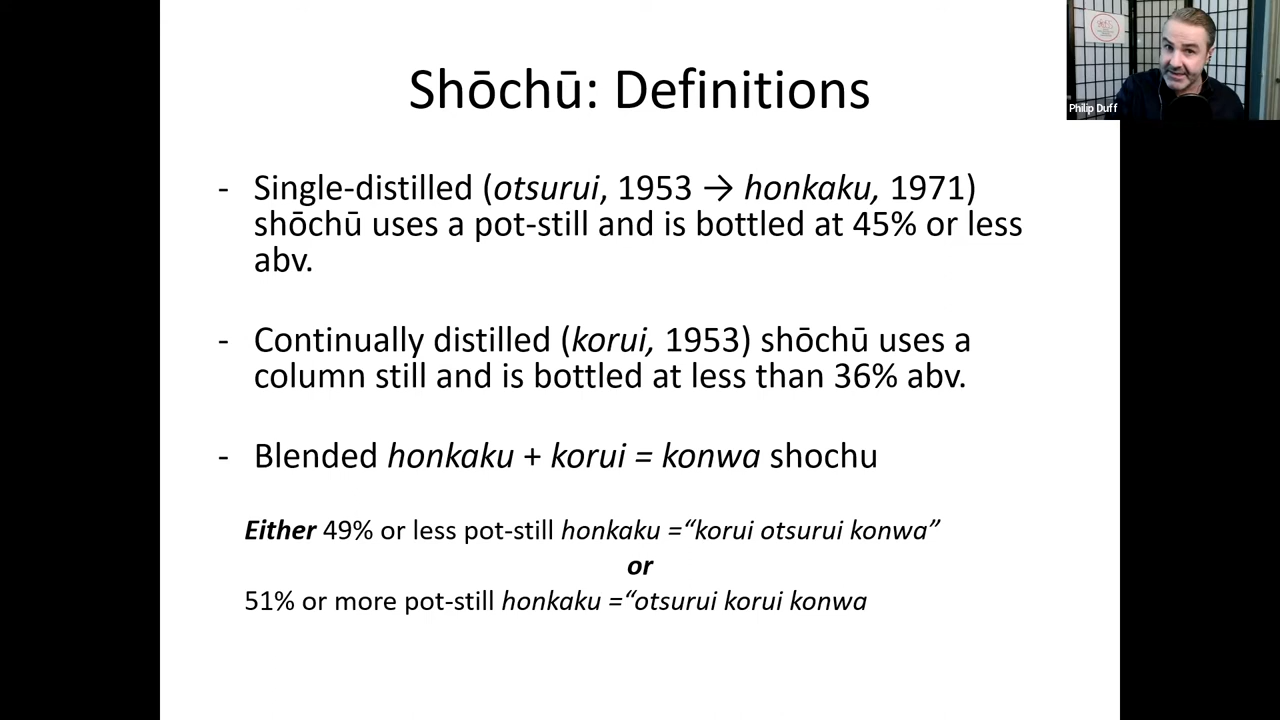 Shōchū: Definitions
- Single-distilled (otsurui, 1953 → honkaku, 1971)
shōchū uses a pot-still and is bottled at 45% or less
abv.
- Continually distilled (korui, 1953) shōchū uses a
column still and is bottled at less than 36% abv.
- Blended honkaku + korui = konwa shochu
Either 49% or less pot-still honkaku =“korui otsurui konwa”
or
51% or more pot-still honkaku =“otsurui korui konwa
Philip Duff